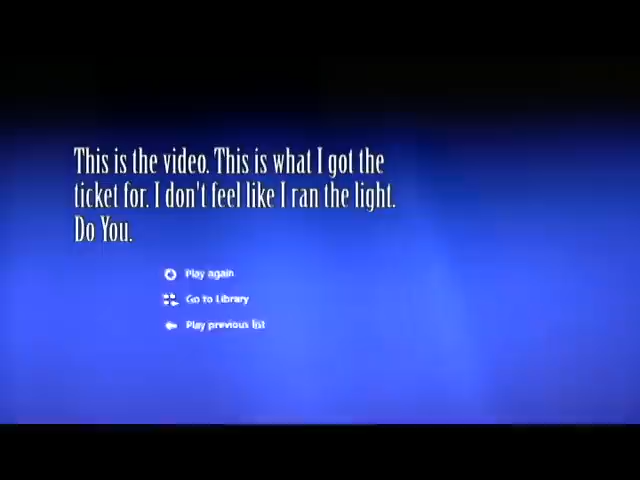 This is the video. This is what I got the
ticket for. I don't feel like I ran the light.
Do You.
Play again
Go to Library
Play previous list